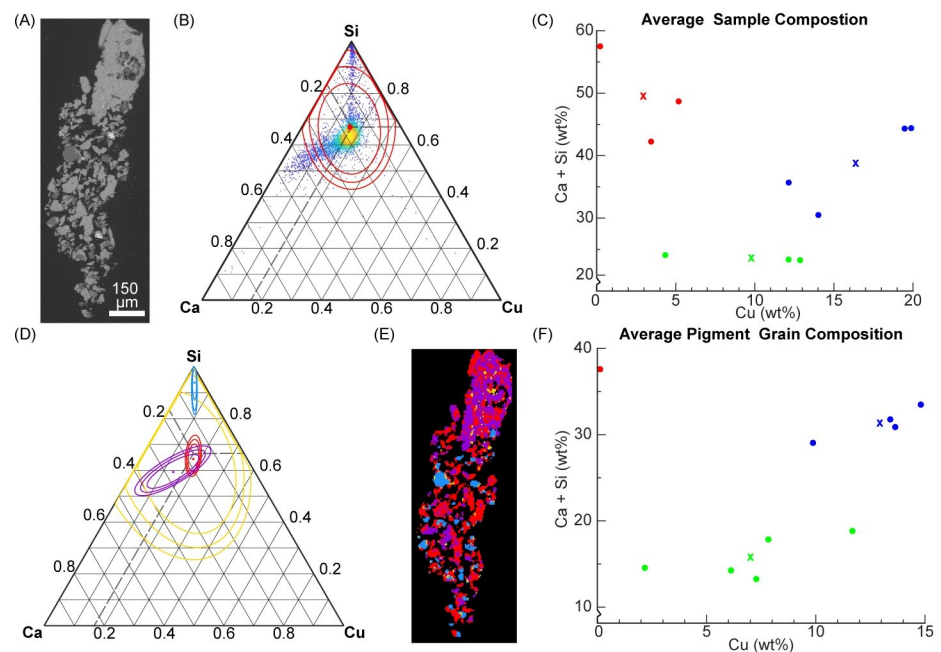 (A)
150
μm
(B)
Si
0.2
0.8
0.4
0.6
0.6
0.4
0.8
0.2
Ca
0.2
0.4
0.5
0.6
0.8
Cu
(C)
Average Sample Compostion
Ca + Si (wt%)
60
50
40
30
20
0
5
10
15
20
Cu (wt%)
x
x
x
(D)
Si
0.2
0.8
0.4
0.6
0.6
0.4
0.8
0.2
Ca
0.2
0.4
0.5
0.6
0.8
Cu
(E)
(F)
Average Pigment Grain Composition
Ca + Si (wt%)
40
30
20
10
0
5
10
15
Cu (wt%)
x
x